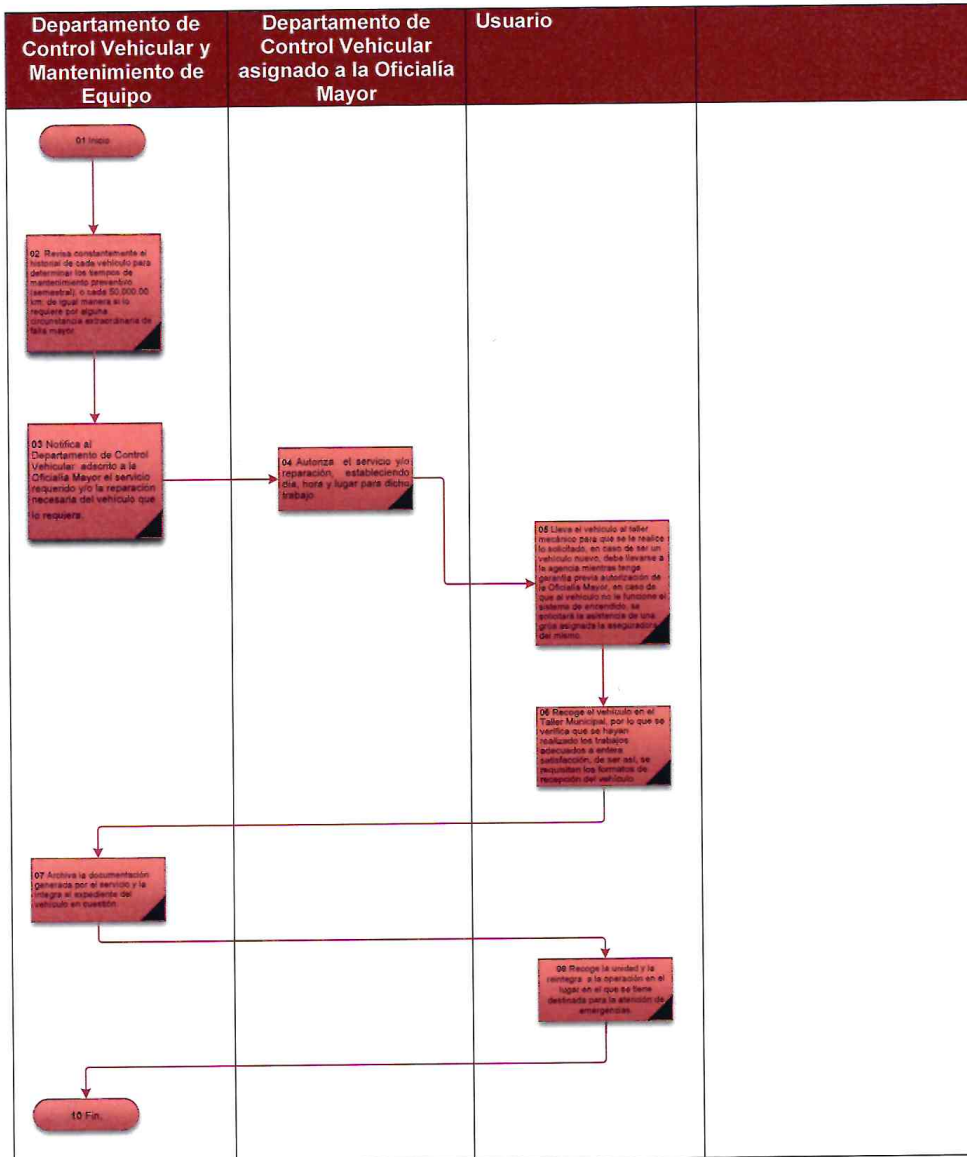 Departamento de
Control Vehicular y
Mantenimiento de
Equipo
Departamento de
Control Vehicular
asignado a la Oficialía
Mayor
Usuario
01 Inicio
02 Revisa constantemente el
historial de cada vehículo para
determinar los tiempos de
mantenimiento preventivo
(semestral), o cada 50,000.00
km, de igual manera si lo
requiere por alguna
circunstancia extraordinaria de
falla mayor.
03 Notifica al
Departamento de Control
Vehicular adscrito a la
Oficialía Mayor el servicio
requerido y/o la reparación
necesaria del vehículo que
lo requiera.
04 Autoriza el servicio y/o
reparación, estableciendo
día, hora y lugar para dicho
trabajo
05 Lleva el vehículo al taller
mecánico para que se le realice
lo solicitado, en caso de ser un
vehículo nuevo, debe llevarse a
la agencia mientras tenga
garantía previa autorización de
la Oficialía Mayor, en caso de
que al vehículo no le funcione el
sistema de encendido, se
solicitará la asistencia de una
grúa asignada la aseguradora
del mismo.
06 Recoge el vehículo en el
Taller Municipal, por lo que se
verifica que se hayan
realizado los trabajos
adecuados a entera
satisfacción, de ser así, se
requisitan los formatos de
recepción del vehículo
07 Archiva la documentación
generada por el servicio y la
integra al expediente del
vehículo en cuestión.
Recoge la unidad y la
reintegra a la operación en el
lugar en el que se tiene
destinada para la atención de
emergencias.
10 Fin.